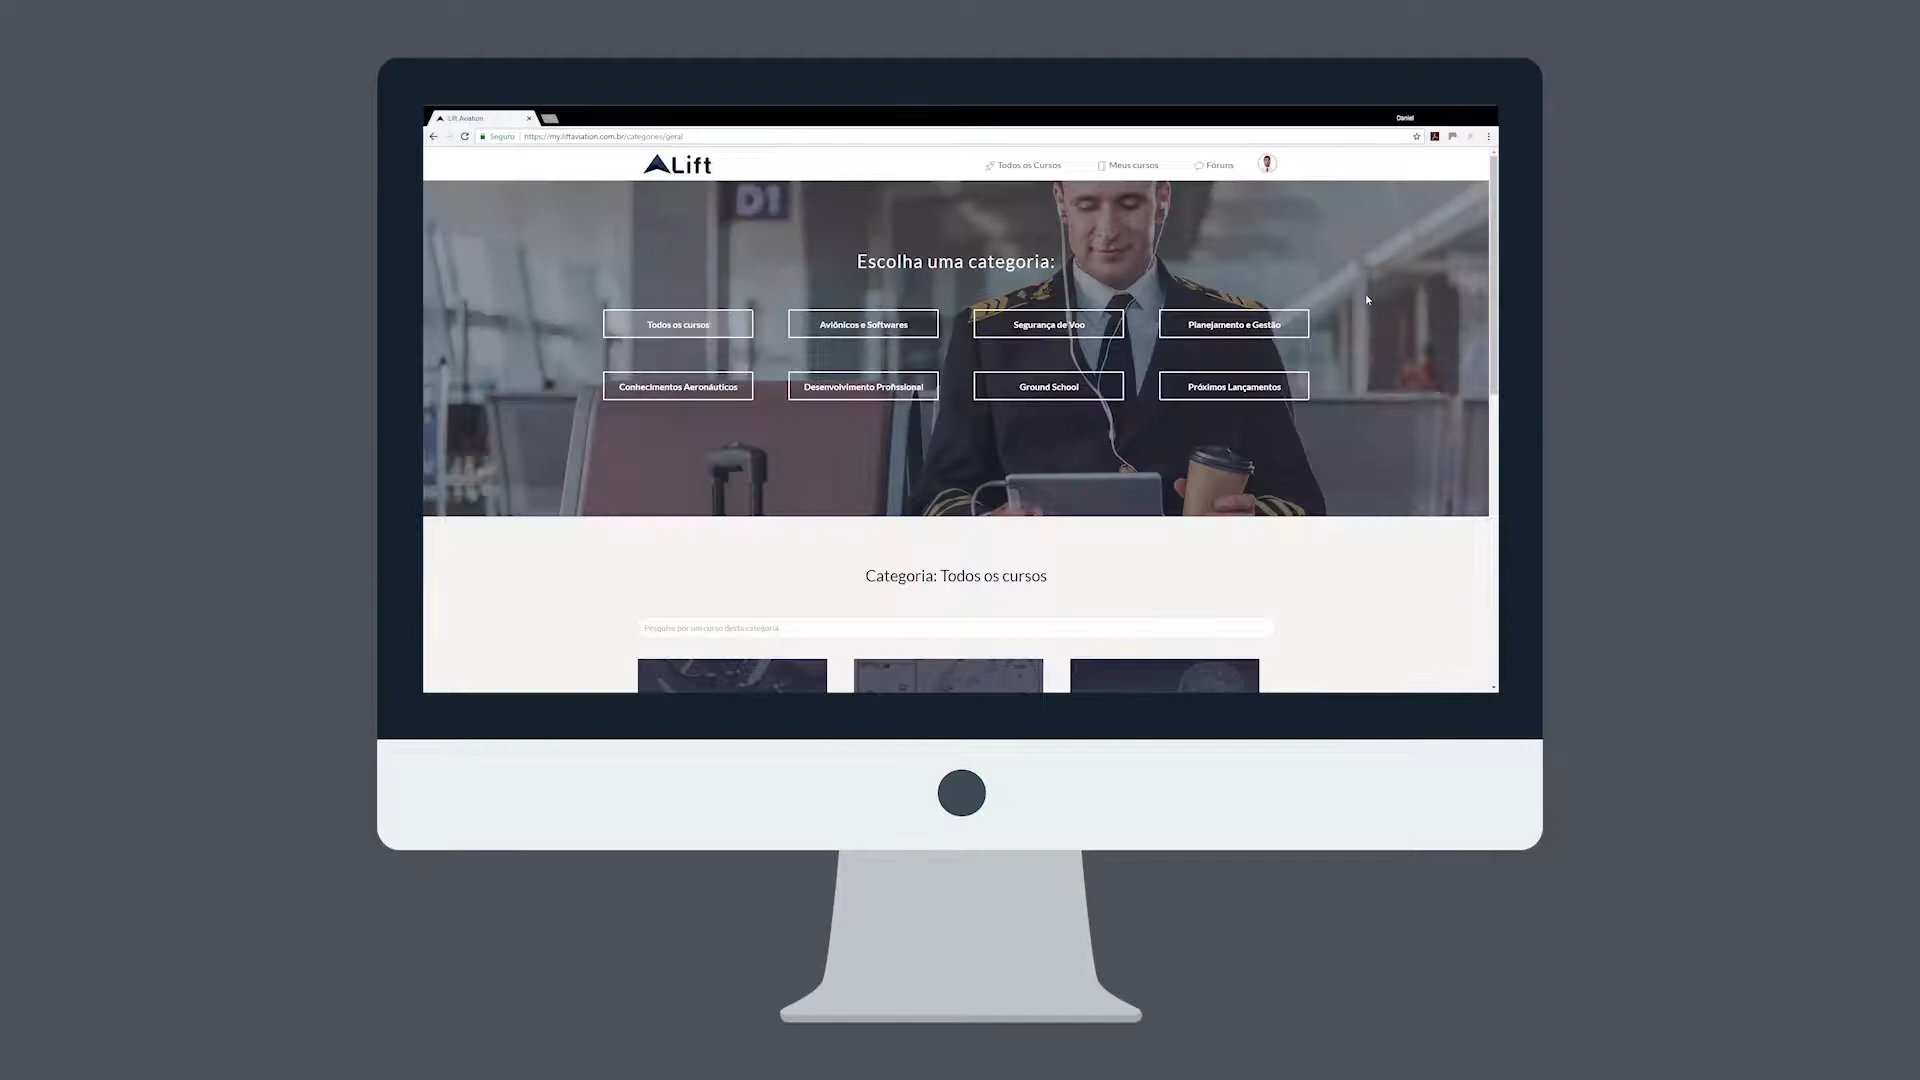 Lift Aviation
Daniel
Seguro
https://my.liftaviation.com.br/categories/geral
Lift
Todos os Cursos
Meus cursos
Fóruns
D1
Escolha uma categoria:
Todos os cursos
Aviônicos e Softwares
Segurança de Voo
Planejamento e Gestão
Conhecimentos Aeronáuticos
Desenvolvimento Profissional
Ground School
Próximos Lançamentos
Categoria: Todos os cursos
Pesquise por um curso desta categoria